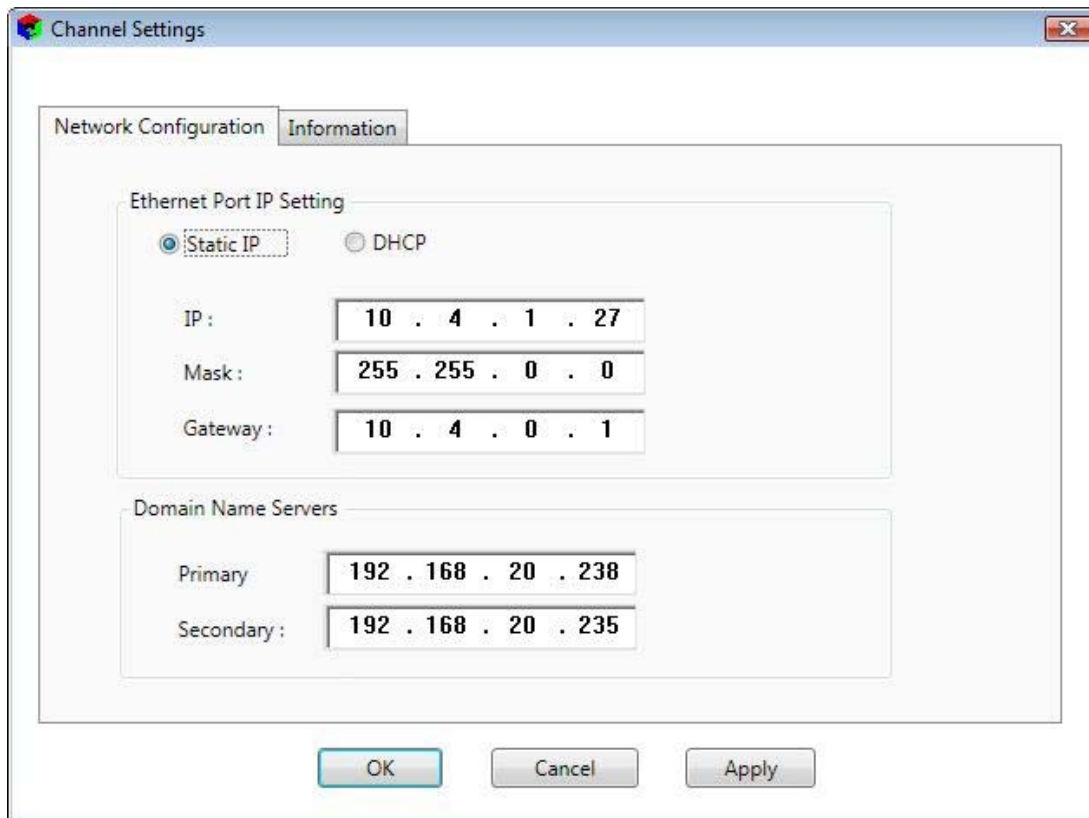 Channel Settings
Network Configuration Information
Ethernet Port IP Setting
Static IP DHCP
IP : 10 . 4 . 1 . 27
Mask : 255 . 255 . 0 . 0
Gateway : 10 . 4 . 0 . 1
Domain Name Servers
Primary 192 . 168 . 20 . 238
Secondary : 192 . 168 . 20 . 235
OK Cancel Apply